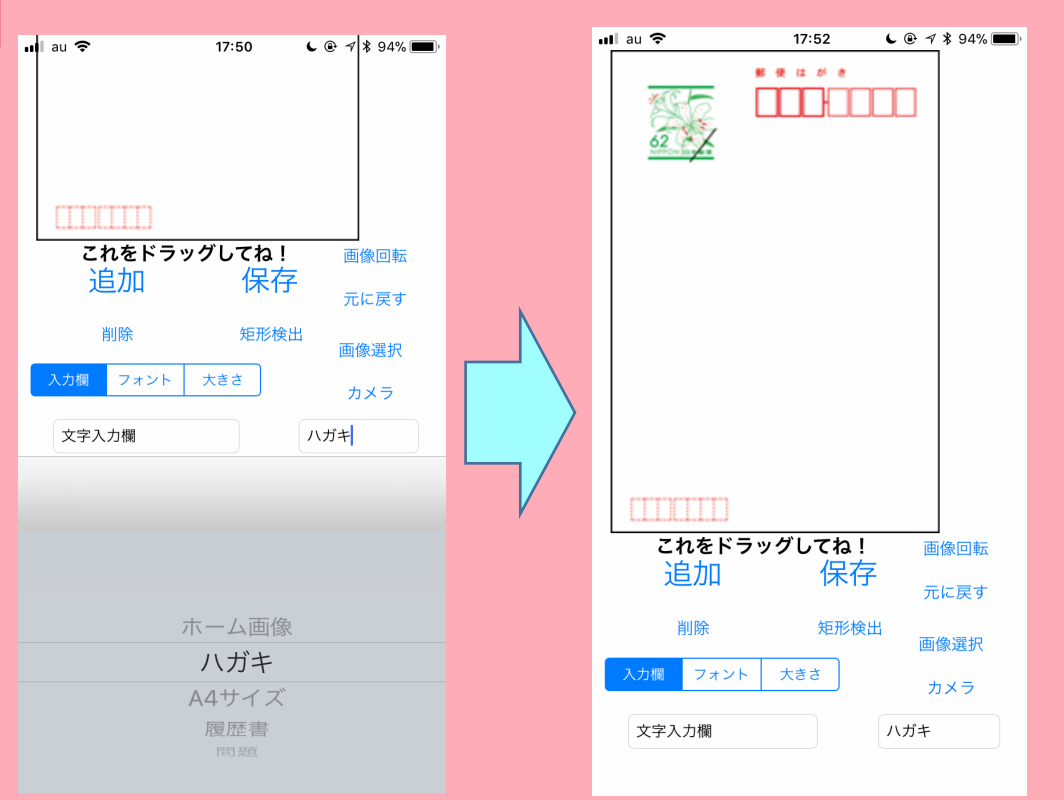 au 17:50 94%
これをドラッグしてね！
画像回転
追加
保存
元に戻す
削除
矩形検出
画像選択
入力欄 フォント 大きさ
カメラ
文字入力欄
ハガキ
ホーム画像
ハガキ
A4サイズ
履歴書
問題
au 17:52 94%
郵便はがき
62
NIPPON
これをドラッグしてね！
画像回転
追加
保存
元に戻す
削除
矩形検出
画像選択
入力欄 フォント 大きさ
カメラ
文字入力欄
ハガキ